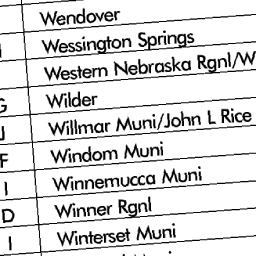 Wendover
Wessington Springs
Western Nebraska Rgnl/W
G Wilder
J Willmar Muni/John L Rice
F Windom Muni
I Winnemucca Muni
D Winner Rgnl
I Winterset Muni